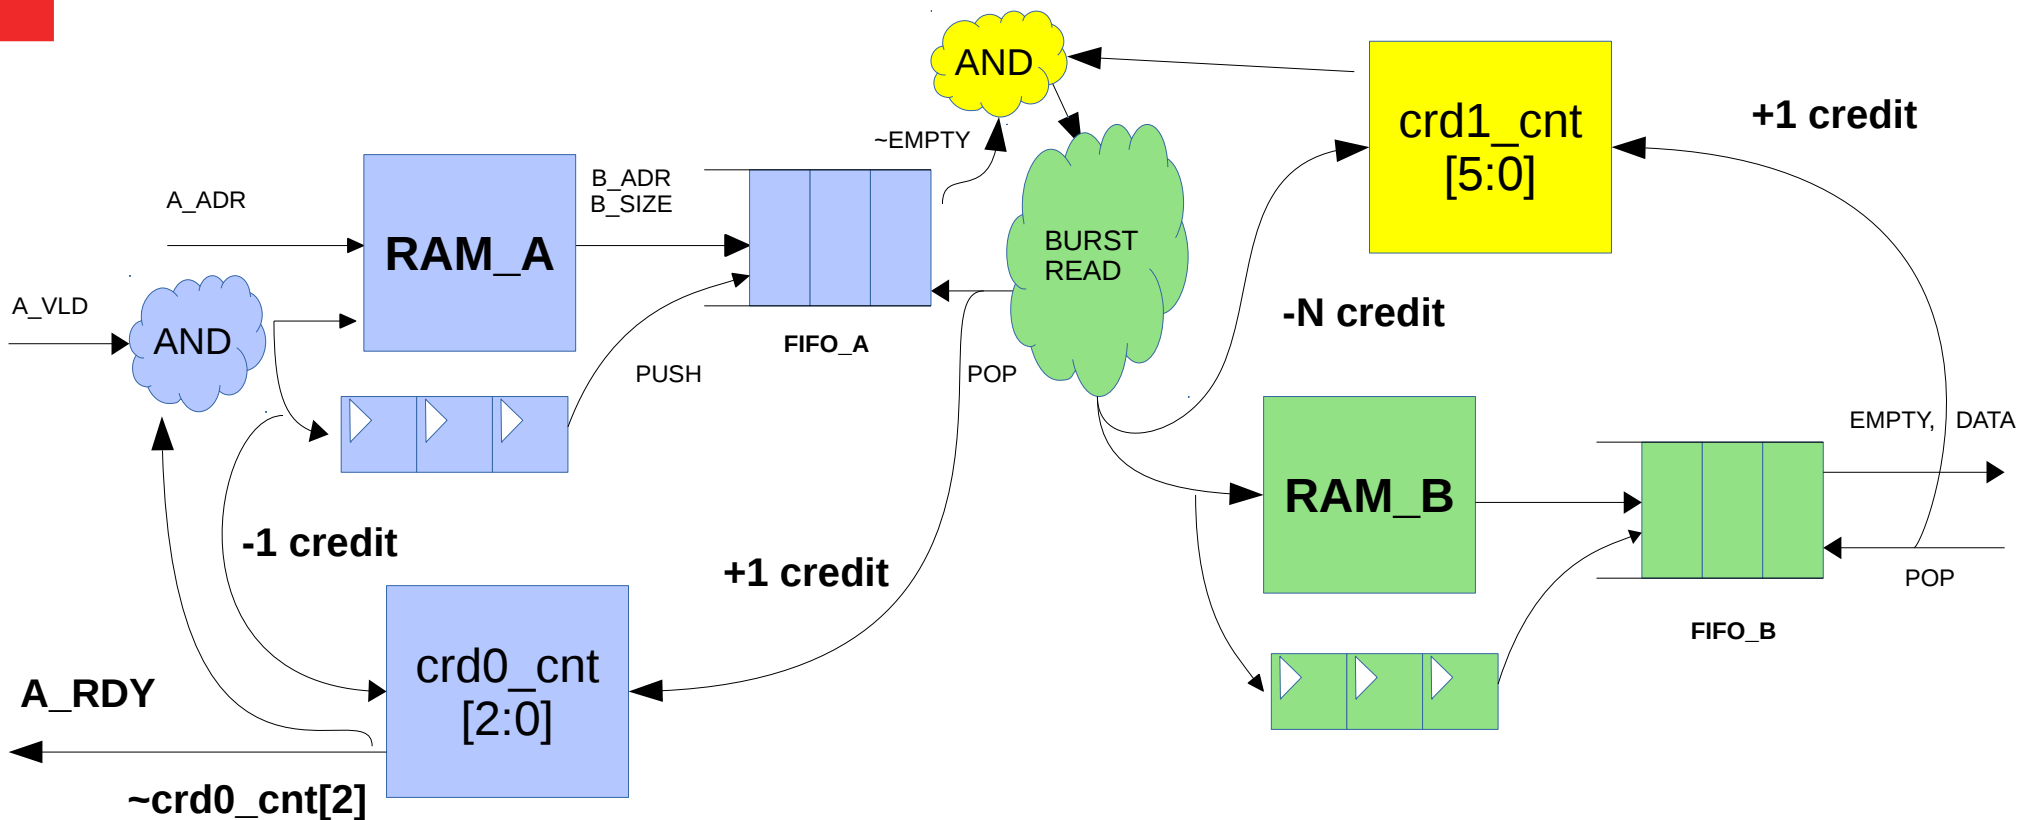 AND
crd1_cnt
[5:0]
+1 credit
~EMPTY
B_ADR
B_SIZE
A_ADR
RAM_A
BURST
READ
A_VLD
AND
-N credit
FIFO_A
PUSH
POP
EMPTY, DATA
RAM_B
-1 credit
+1 credit
POP
FIFO_B
crd0_cnt
[2:0]
A_RDY
~crd0_cnt[2]